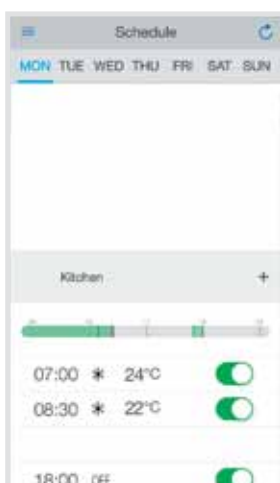 Schedule
MON TUE WED THU FRI SAT SUN
Kitchen +
07:00 * 24°C
08:30 * 22°C
18:00 OFF